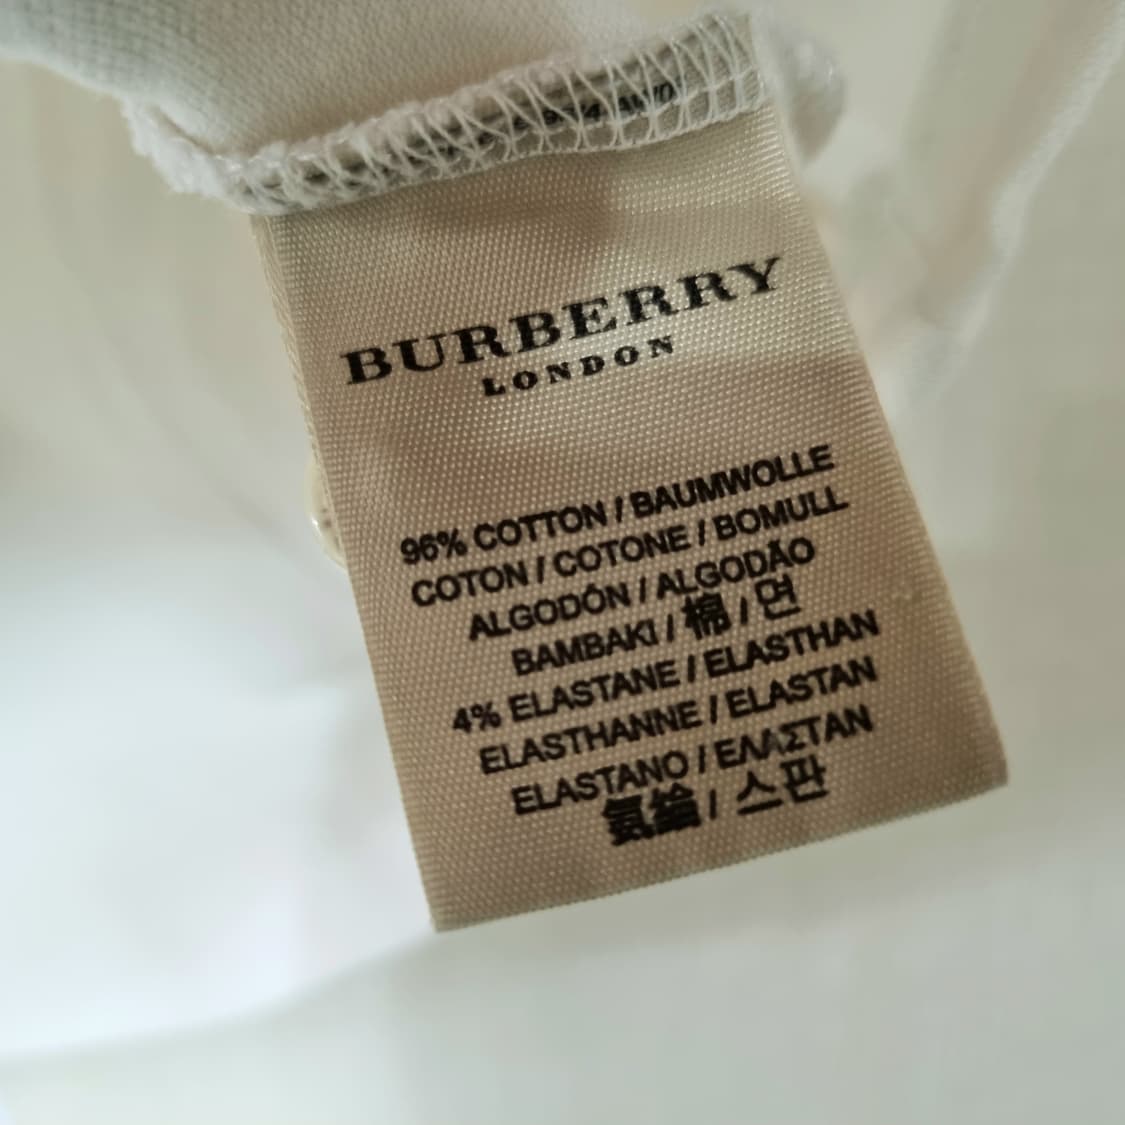 BURBERRY
LONDON
96% COTTON / BAUMWOLLE
COTON / COTONE / BOMULL
ALGODÓN / ALGODÃO
BAMBAKI / 棉 / 면
4% ELASTANE / ELASTHAN
ELASTHANNE / ELASTAN
ELASTANO / ΕΛΑΣΤΑΝ
氨綸 / 스판